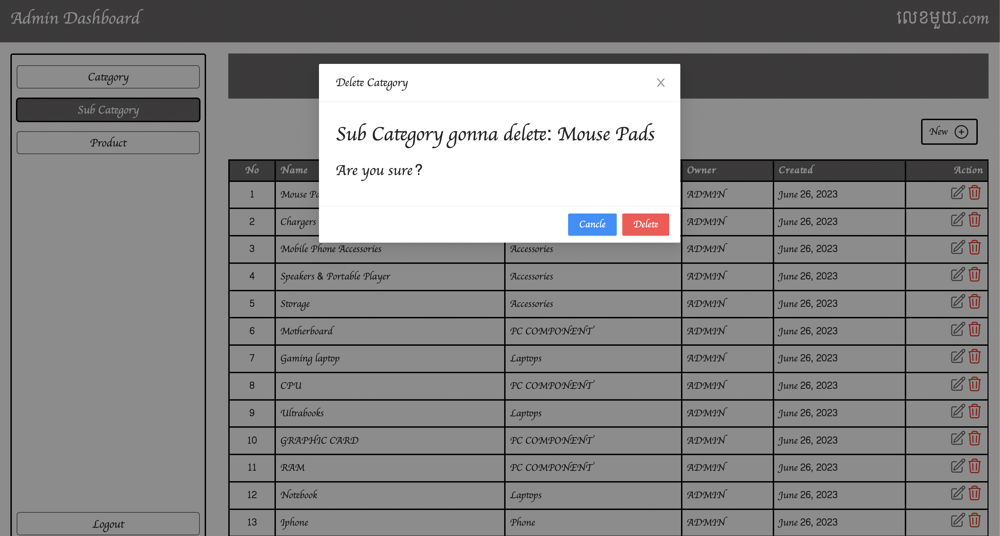 Admin Dashboard
លេខមួយ.com
Category
Sub Category
Product
Logout
Delete Category
Sub Category gonna delete: Mouse Pads
Are you sure?
Cancle Delete
New
No Name Owner Created Action
1 Mouse ADMIN June 26, 2023
2 Chargers ADMIN June 26, 2023
3 Mobile Phone Accessories Accessories ADMIN June 26, 2023
4 Speakers & Portable Player Accessories ADMIN June 26, 2023
5 Storage Accessories ADMIN June 26, 2023
6 Motherboard PC COMPONENT ADMIN June 26, 2023
7 Gaming laptop Laptops ADMIN June 26, 2023
8 CPU PC COMPONENT ADMIN June 26, 2023
9 Ultrabooks Laptops ADMIN June 26, 2023
10 GRAPHIC CARD PC COMPONENT ADMIN June 26, 2023
11 RAM PC COMPONENT ADMIN June 26, 2023
12 Notebook Laptops ADMIN June 26, 2023
13 Iphone Phone ADMIN June 26, 2023